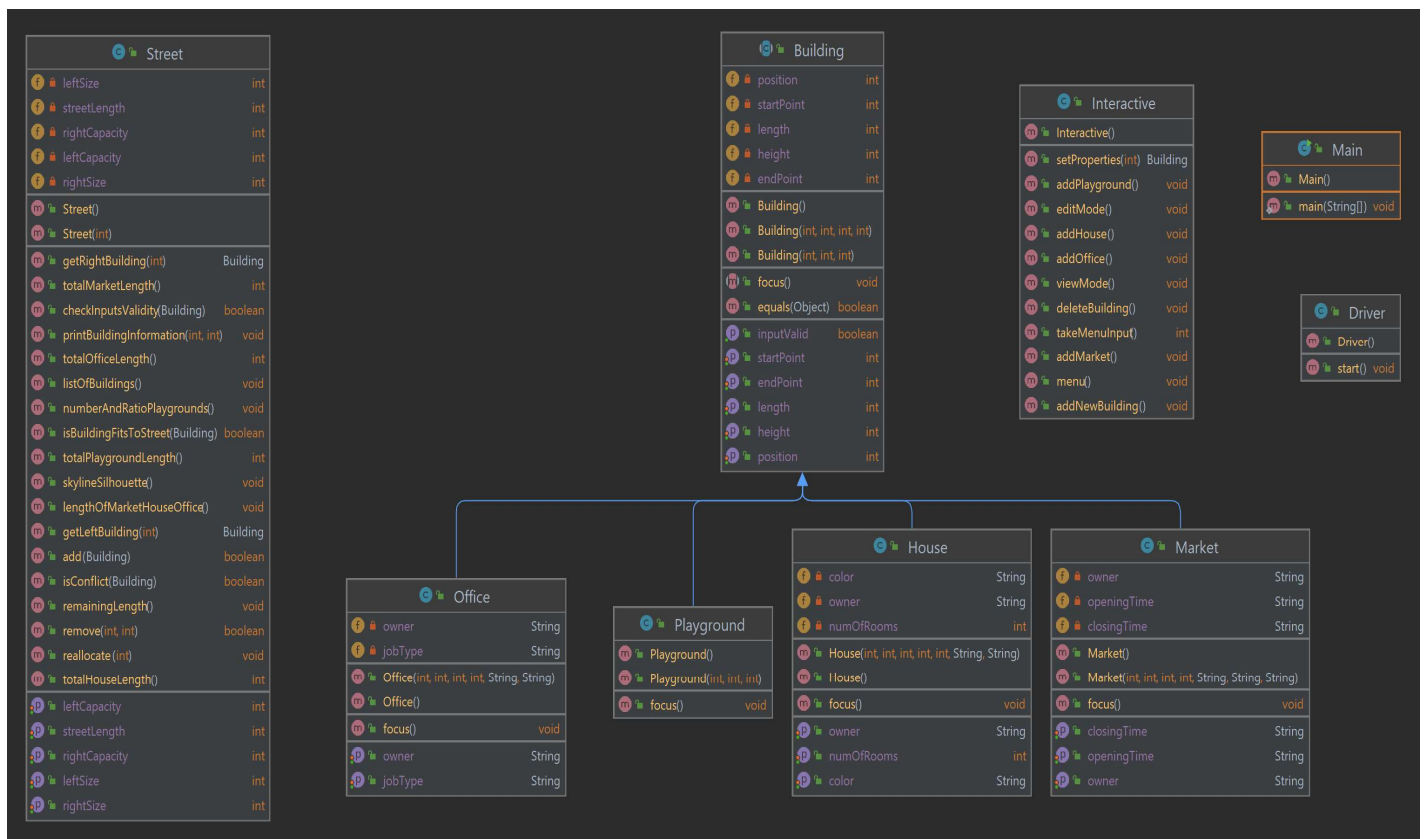 Street
leftSize int
streetLength int
rightCapacity int
leftCapacity int
rightSize int
Street()
Street(int)
getRightBuilding(int) Building
totalMarketLength() int
checkInputsValidity(Building) boolean
printBuildingInformation(int, int) void
totalOfficeLength() int
listOfBuildings() void
numberAndRatioPlaygrounds() void
isBuildingFitsToStreet(Building) boolean
totalPlaygroundLength() int
skylineSilhouette() void
lengthOfMarketHouseOffice() void
getLeftBuilding(int) Building
add(Building) boolean
isConflict(Building) boolean
remainingLength() void
remove(int, int) boolean
reallocate(int) void
totalHouseLength() int
leftCapacity int
streetLength int
rightCapacity int
leftSize int
rightSize int
Building
position int
startPoint int
length int
height int
endPoint int
Building()
Building(int, int, int, int)
Building(int, int, int)
focus() void
equals(Object) boolean
inputValid boolean
startPoint int
endPoint int
length int
height int
position int
Interactive
Interactive()
setProperties(int) Building
addPlayground() void
editMode() void
addHouse() void
addOffice() void
viewMode() void
deleteBuilding() void
takeMenuInput() int
addMarket() void
menu() void
addNewBuilding() void
Main
Main()
main(String[]) void
Driver
Driver()
start() void
Office
owner String
jobType String
Office(int, int, int, int, String, String)
Office()
focus() void
owner String
jobType String
Playground
Playground()
Playground(int, int, int)
focus() void
House
color String
owner String
numOfRooms int
House(int, int, int, int, int, String, String)
House()
focus() void
owner String
numOfRooms int
color String
Market
owner String
openingTime String
closingTime String
Market()
Market(int, int, int, int, String, String, String)
focus() void
closingTime String
openingTime String
owner String